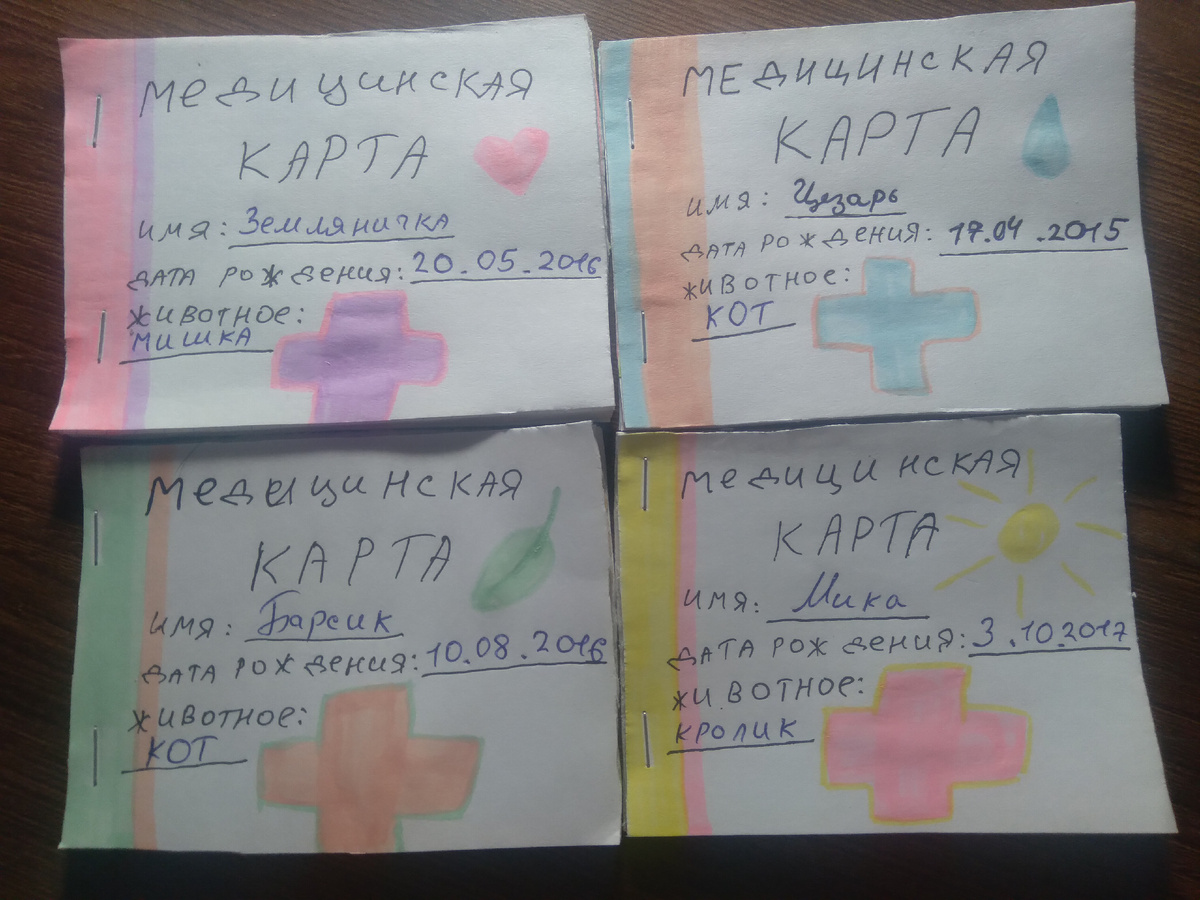 МЕДИЦИНСКАЯ
КАРТА
ИМЯ: Земляничка
ДАТА РОЖДЕНИЯ: 20.05.2016
ЖИВОТНОЕ:
МИШКА
МЕДИЦИНСКАЯ
КАРТА
ИМЯ: Цезарь
ДАТА РОЖДЕНИЯ: 17.04.2015
ЖИВОТНОЕ:
КОТ
МЕДИЦИНСКАЯ
КАРТА
ИМЯ: Барсик
ДАТА РОЖДЕНИЯ: 10.08.2016
ЖИВОТНОЕ:
КОТ
МЕДИЦИНСКАЯ
КАРТА
ИМЯ: Мика
ДАТА РОЖДЕНИЯ: 3.10.2017
ЖИВОТНОЕ:
КРОЛИК